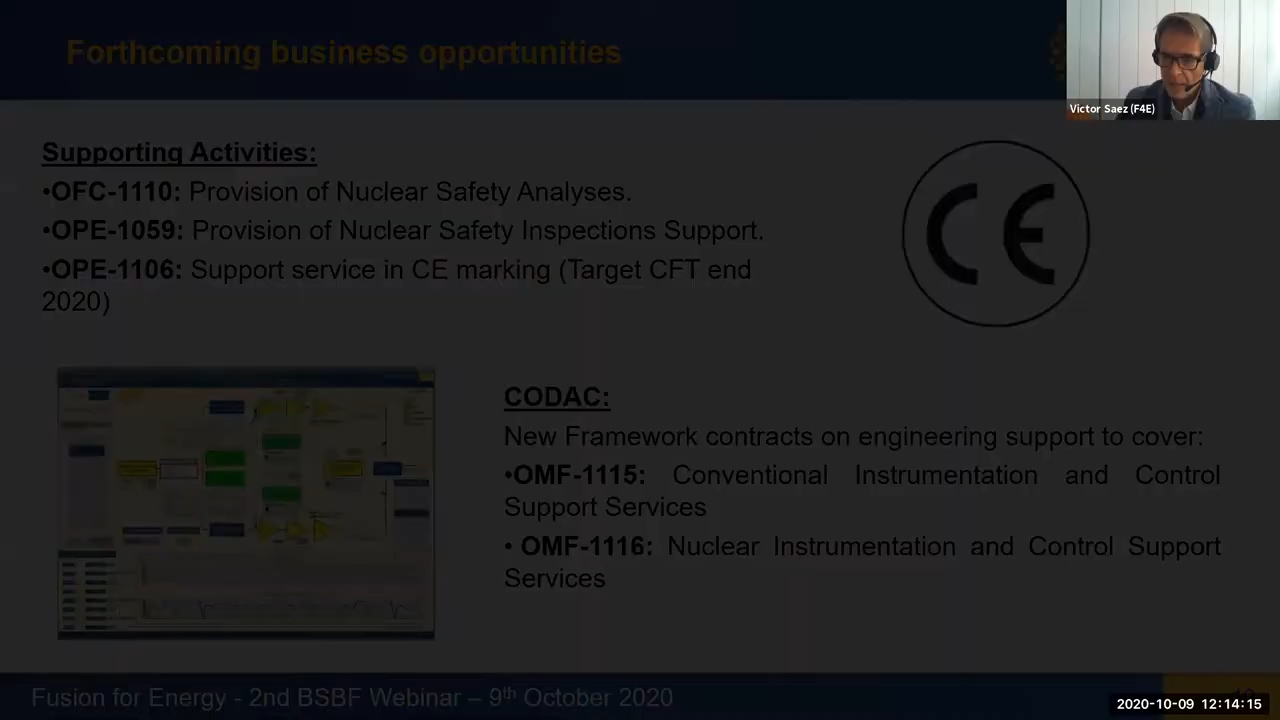 Forthcoming business opportunities
Victor Saez (F4E)
Supporting Activities:
•OFC-1110: Provision of Nuclear Safety Analyses.
•OPE-1059: Provision of Nuclear Safety Inspections Support.
•OPE-1106: Support service in CE marking (Target CFT end
2020)
CE
CODAC:
New Framework contracts on engineering support to cover:
•OMF-1115: Conventional Instrumentation and Control
Support Services
• OMF-1116: Nuclear Instrumentation and Control Support
Services
Fusion for Energy - 2nd BSBF Webinar – 9th October 2020
2020-10-09 12:14:15